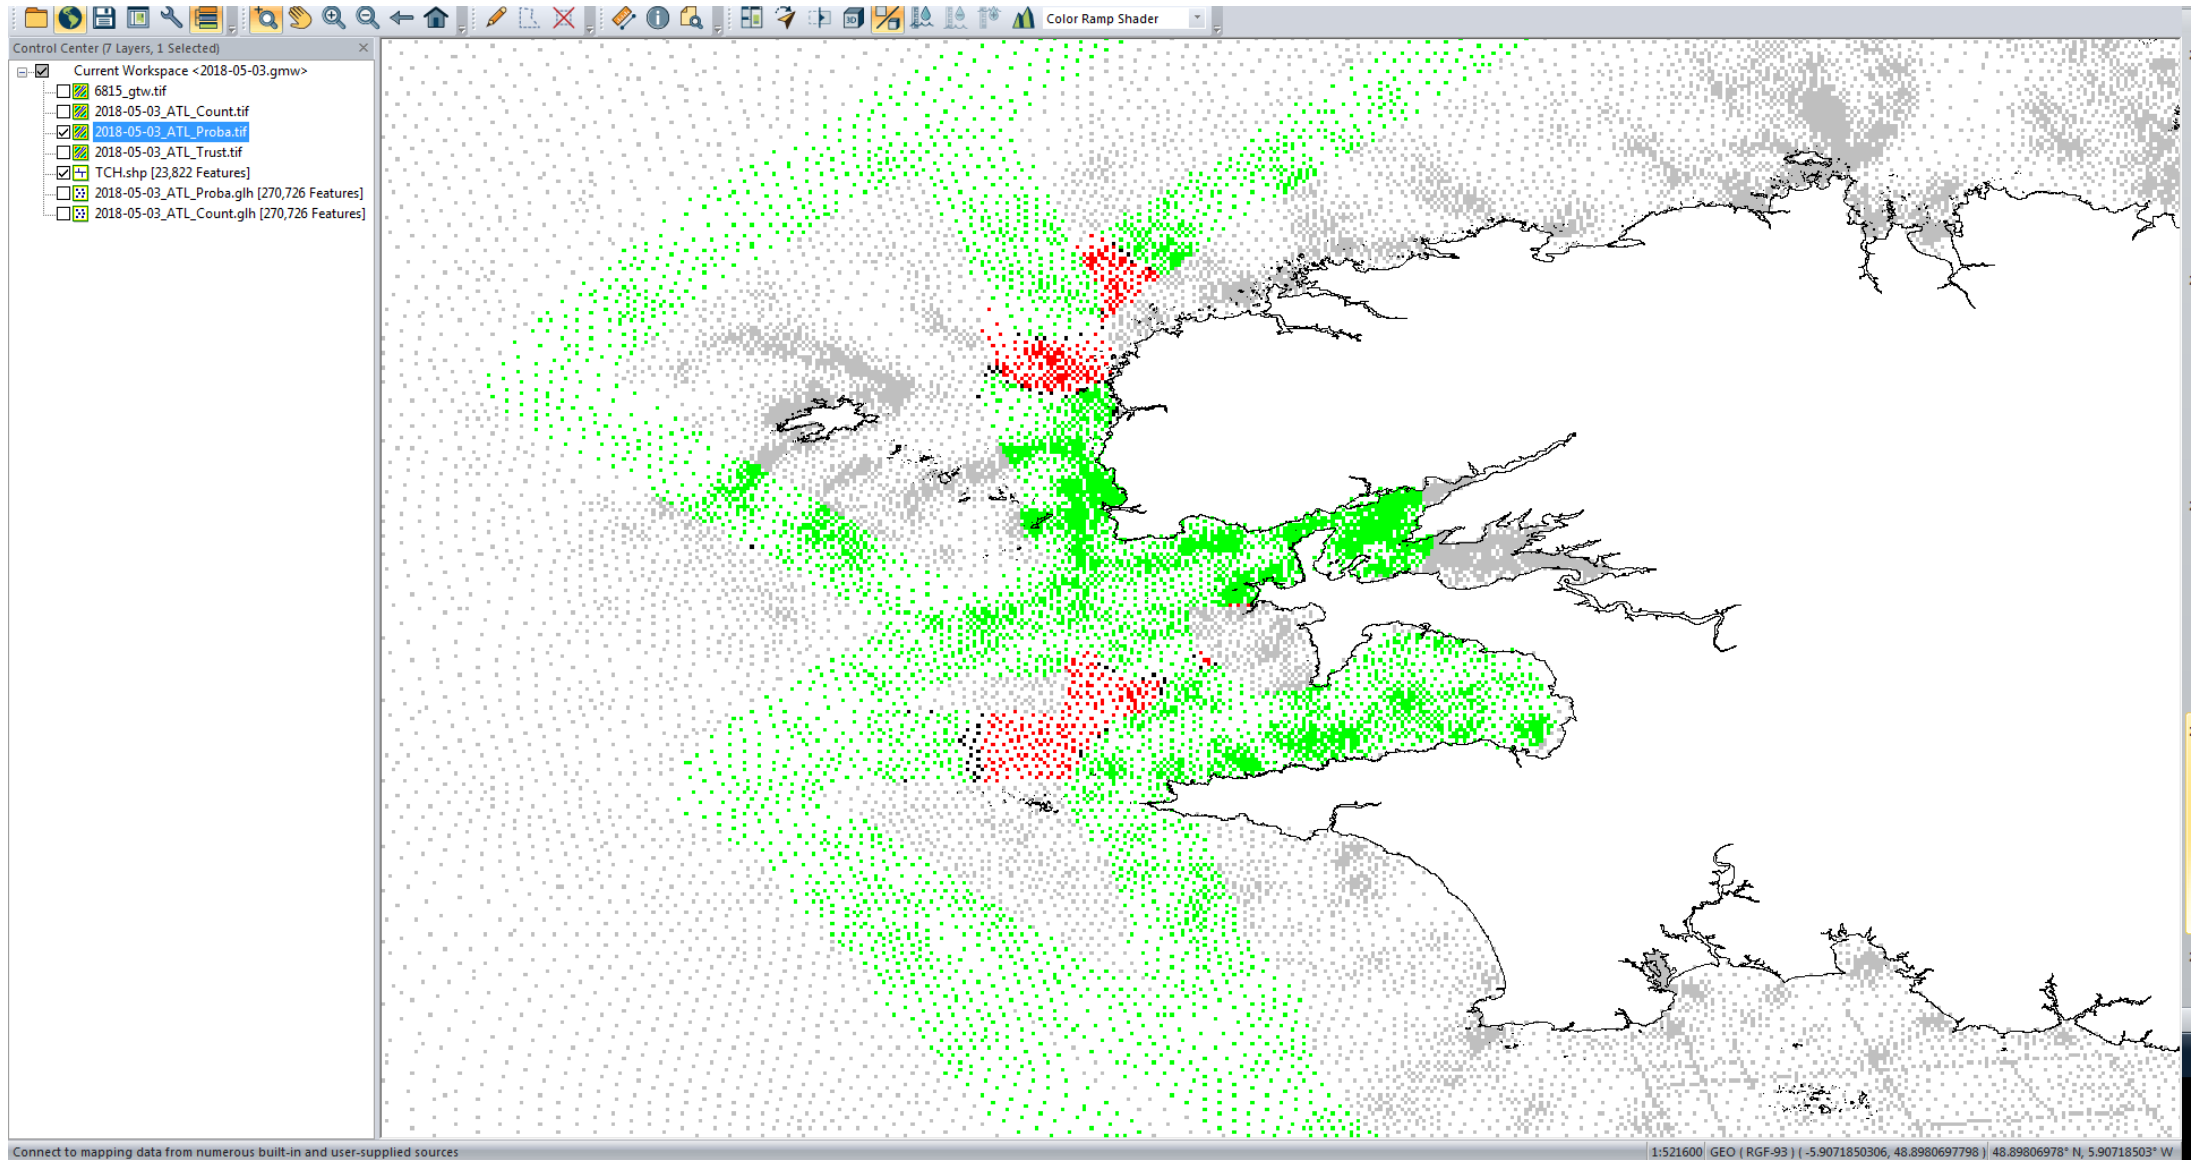 Color Ramp Shader
Control Center (7 Layers, 1 Selected)
Current Workspace <2018-05-03.gmw>
6815_gtw.tif
2018-05-03_ATL_Count.tif
2018-05-03_ATL_Proba.tif
2018-05-03_ATL_Trust.tif
TCH.shp [23,822 Features]
2018-05-03_ATL_Proba.glh [270,726 Features]
2018-05-03_ATL_Count.glh [270,726 Features]
Connect to mapping data from numerous built-in and user-supplied sources
1:521600 GEO ( RGF-93 ) ( -5.9071850306, 48.8980697798 ) 48.89806978° N, 5.90718503° W